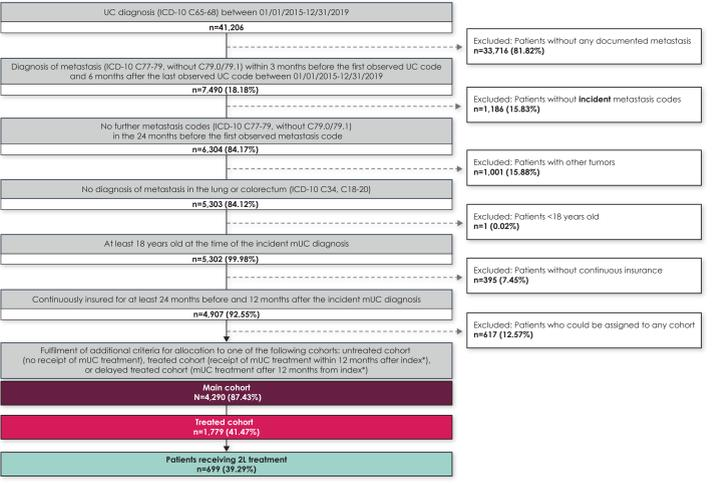 UC diagnosis (ICD-10 C65-68) between 01/01/2015-12/31/2019
n=41,206
Excluded: Patients without any documented metastasis
n=33,716 (81.82%)
Diagnosis of metastasis (ICD-10 C77-79, without C79.0/79.1) within 3 months before the first observed UC code
and 6 months after the last observed UC code between 01/01/2015-12/31/2019
n=7,490 (18.18%)
Excluded: Patients without incident metastasis codes
n=1,186 (15.83%)
No further metastasis codes (ICD-10 C77-79, without C79.0/79.1)
in the 24 months before the first observed metastasis code
n=6,304 (84.17%)
Excluded: Patients with other tumors
n=1,001 (15.88%)
No diagnosis of metastasis in the lung or colorectum (ICD-10 C34, C18-20)
n=5,303 (84.12%)
Excluded: Patients <18 years old
n=1 (0.02%)
At least 18 years old at the time of the incident mUC diagnosis
n=5,302 (99.98%)
Excluded: Patients without continuous insurance
n=395 (7.45%)
Continuously insured for at least 24 months before and 12 months after the incident mUC diagnosis
n=4,907 (92.55%)
Excluded: Patients who could be assigned to any cohort
n=617 (12.57%)
Fulfilment of additional criteria for allocation to one of the following cohorts: untreated cohort
(no receipt of mUC treatment), treated cohort (receipt of mUC treatment within 12 months after index*),
or delayed treated cohort (mUC treatment after 12 months from index*)
Main cohort
N=4,290 (87.43%)
Treated cohort
n=1,779 (41.47%)
Patients receiving 2L treatment
n=699 (39.29%)